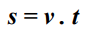 s = v . t